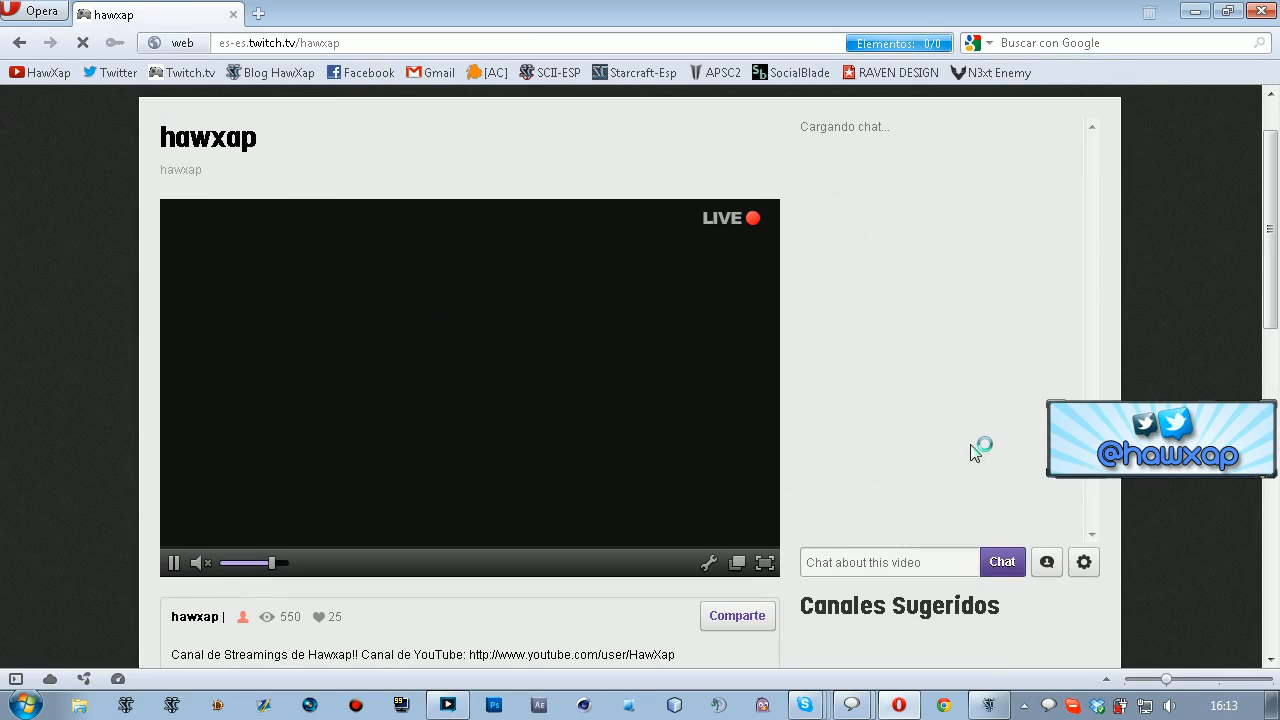 Opera
hawxap
web
es-es.twitch.tv/hawxap
Elementos: 0/0
Buscar con Google
HawXap
Twitter
Twitch.tv
Blog HawXap
Facebook
Gmail
[AC]
SCII-ESP
Starcraft-Esp
APSC2
SocialBlade
RAVEN DESIGN
N3xt Enemy
hawxap
hawxap
Cargando chat...
LIVE
@hawxap
Chat about this video
Chat
Canales Sugeridos
hawxap |
550
25
Comparte
Canal de Streamings de Hawxap!! Canal de YouTube: http://www.youtube.com/user/HawXap
16:13